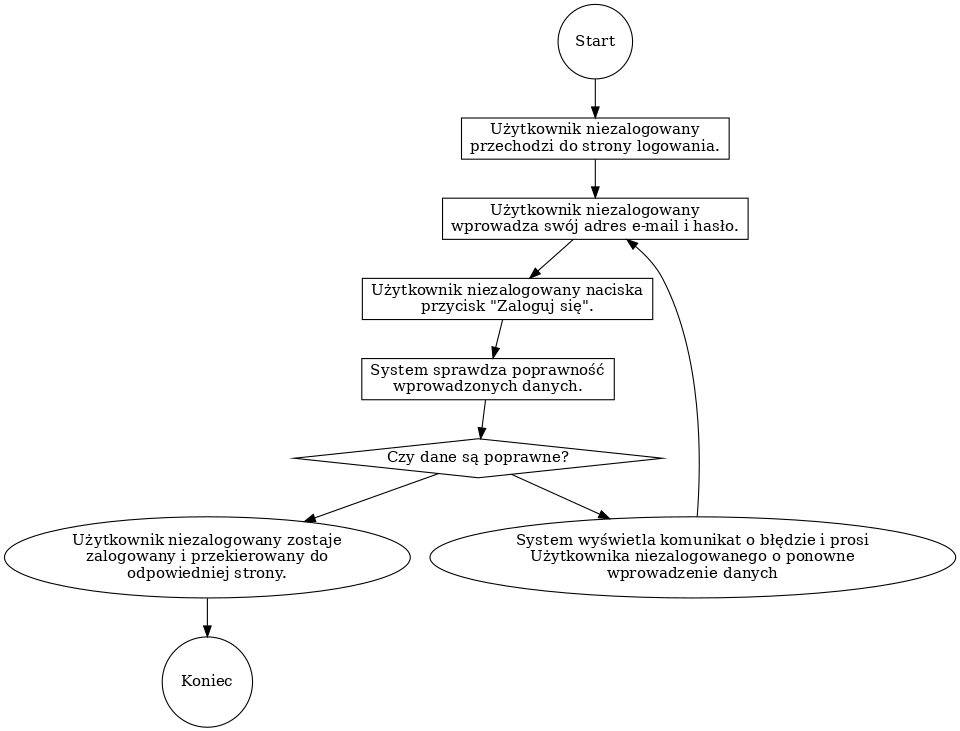 Start
Użytkownik niezalogowany
przechodzi do strony logowania.
Użytkownik niezalogowany
wprowadza swój adres e-mail i hasło.
Użytkownik niezalogowany naciska
przycisk "Zaloguj się".
System sprawdza poprawność
wprowadzonych danych.
Czy dane są poprawne?
Użytkownik niezalogowany zostaje
zalogowany i przekierowany do
odpowiedniej strony.
System wyświetla komunikat o błędzie i prosi
Użytkownika niezalogowanego o ponowne
wprowadzenie danych
Koniec